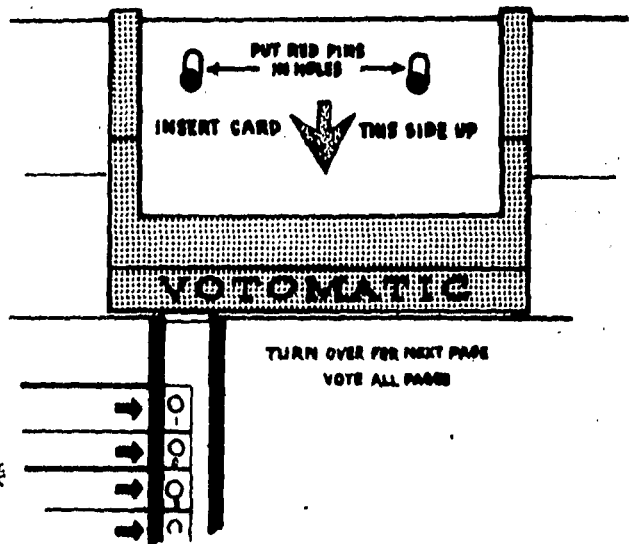 PUT RED PINS
IN HOLES
INSERT CARD THIS SIDE UP
VOTOMATIC
TURN OVER FOR NEXT PAGE
VOTE ALL PAGES